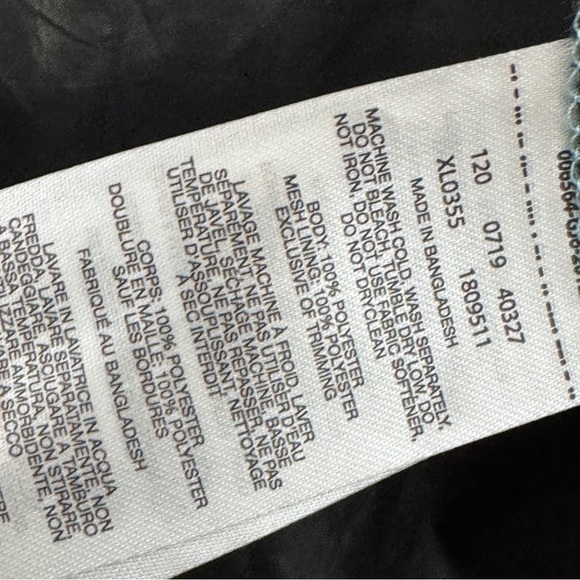 120 0719 40327
XL0355 1809511
MADE IN BANGLADESH
MACHINE WASH COLD, WASH SEPARATELY,
DO NOT BLEACH, TUMBLE DRY LOW, DO
NOT IRON, DO NOT USE FABRIC SOFTENER,
DO NOT DRYCLEAN
BODY: 100% POLYESTER
MESH LINING: 100% POLYESTER
EXCLUSIVE OF TRIMMING
LAVAGE MACHINE À FROID, LAVER
SÉPARÉMENT, NE PAS UTILISER D'EAU
DE JAVEL, SÉCHAGE MACHINE, BASSE
TEMPÉRATURE, NE PAS REPASSER, NE PAS
UTILISER D'ASSOUPLISSANT, NETTOYAGE
À SEC INTERDIT
CORPS: 100% POLYESTER
DOUBLURE EN MAILLE: 100% POLYESTER
SAUF LES BORDURES
FABRIQUÉ AU BANGLADESH
LAVARE IN LAVATRICE IN ACQUA
FREDDA, LAVARE SEPARATAMENTE, NON
CANDEGGIARE, ASCIUGARE A TAMBURO
A BASSA TEMPERATURA, NON STIRARE,
AMMORBIDENTE, NON
A SECCO